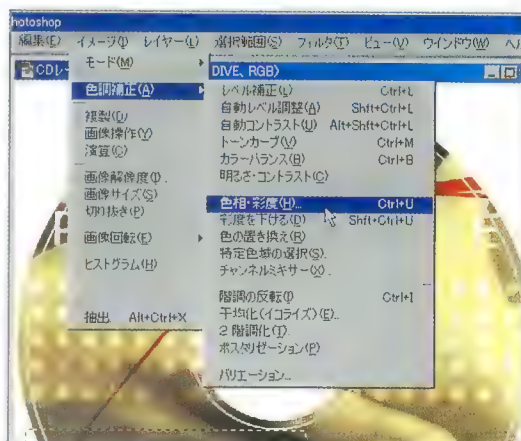 hotoshop
編集(E) イメージ(I) レイヤー(L) 選択範囲(S) フィルタ(T) ビュー(V) ウインドウ(W) ヘ
CDレー
DIVE, RGB)
モード(M)
色調補正(A)
複製(D)
画像操作(Y)
演算(C)
画像解像度(I)
画像サイズ(S)
切り抜き(P)
画像回転(E)
ヒストグラム(H)
抽出 Alt+Ctrl+X
レベル補正(L) Ctrl+L
自動レベル調整(A) Shft+Ctrl+L
自動コントラスト(U) Alt+Shft+Ctrl+L
トーンカーブ(V) Ctrl+M
カラーバランス(B) Ctrl+B
明るさ・コントラスト(C)
色相・彩度(H)... Ctrl+U
彩度を下げる(D) Shft+Ctrl+U
色の置き換え(R)
特定色域の選択(S)
チャンネルミキサー(X)
階調の反転(I) Ctrl+I
平均化(イコライズ)(E)...
2 階調化(T)
ポスタリゼーション(P)
バリエーション...